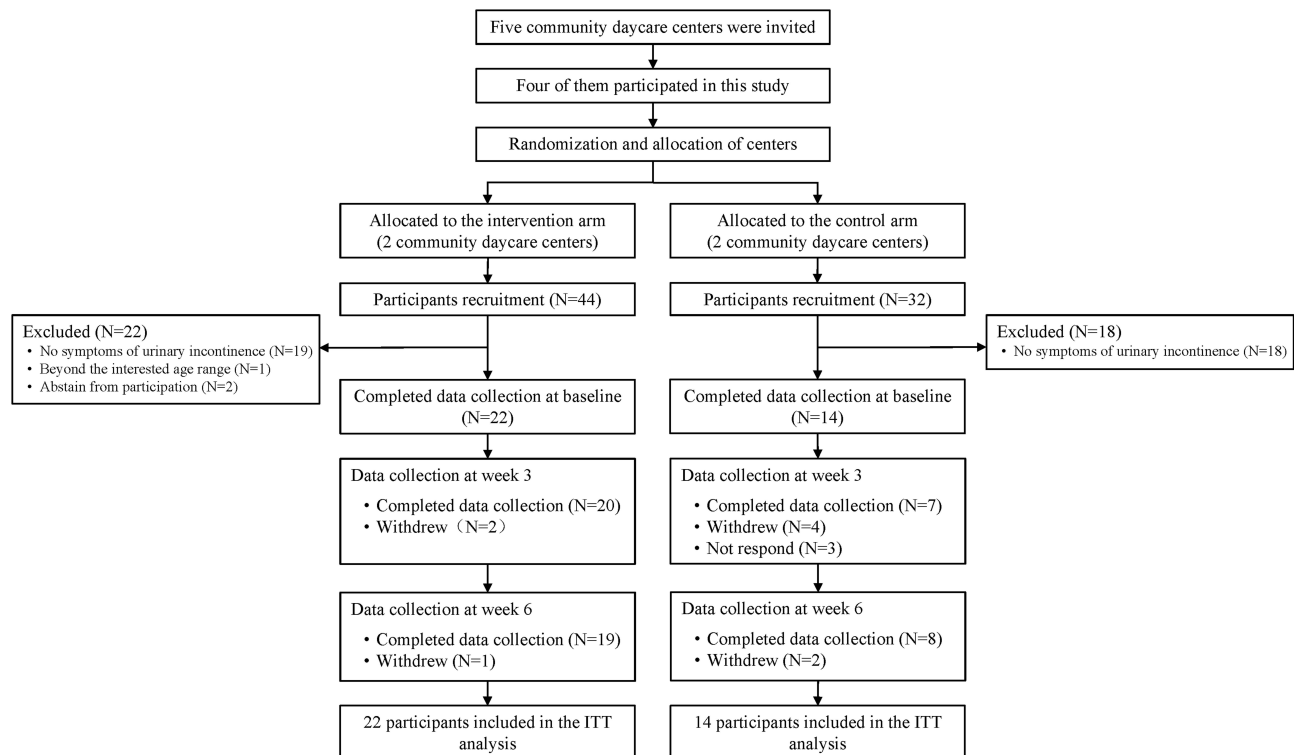 Five community daycare centers were invited
Four of them participated in this study
Randomization and allocation of centers
Allocated to the intervention arm
(2 community daycare centers)
Allocated to the control arm
(2 community daycare centers)
Participants recruitment (N=44)
Participants recruitment (N=32)
Excluded (N=22)
• No symptoms of urinary incontinence (N=19)
• Beyond the interested age range (N=1)
• Abstain from participation (N=2)
Excluded (N=18)
• No symptoms of urinary incontinence (N=18)
Completed data collection at baseline
(N=22)
Completed data collection at baseline
(N=14)
Data collection at week 3
• Completed data collection (N=20)
• Withdrew（N=2）
Data collection at week 3
• Completed data collection (N=7)
• Withdrew (N=4)
• Not respond (N=3)
Data collection at week 6
• Completed data collection (N=19)
• Withdrew (N=1)
Data collection at week 6
• Completed data collection (N=8)
• Withdrew (N=2)
22 participants included in the ITT
analysis
14 participants included in the ITT
analysis